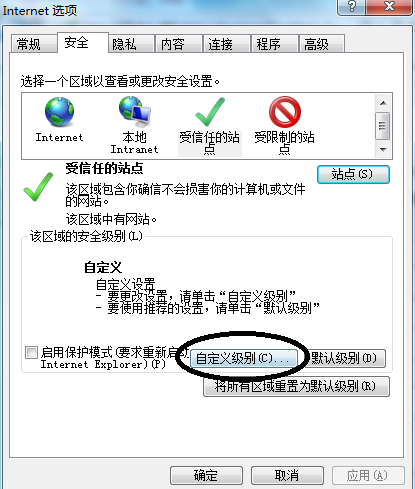 Internet 选项
?
常规
安全
隐私
内容
连接
程序
高级
选择一个区域以查看或更改安全设置。
Internet
本地
Intranet
受信任的站
点
受限制的站
点
受信任的站点
站点(S)
该区域包含你确信不会损害你的计算机或文件
的网站。
该区域中有网站。
该区域的安全级别(L)
自定义
自定义设置
- 要更改设置，请单击“自定义级别”
- 要使用推荐的设置，请单击“默认级别”
启用保护模式(要求重新启
Internet Explorer)(P)
自定义级别(C)...
默认级别(D)
将所有区域重置为默认级别(R)
确定
取消
应用(A)